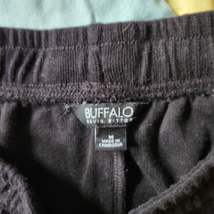 BUFFALO
DAVID BITTON
M
MADE IN
CAMBODIA